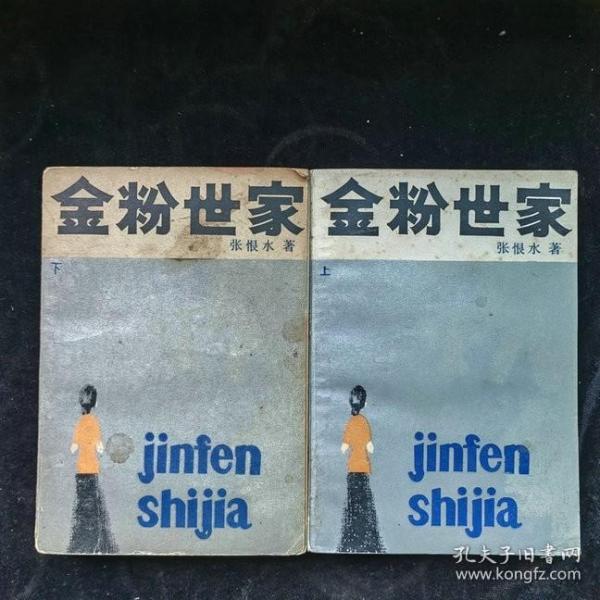 金粉世家
张恨水 著
下
jinfen
shijia
金粉世家
张恨水 著
上
jinfen
shijia
孔夫子旧书网
www.kongfz.com